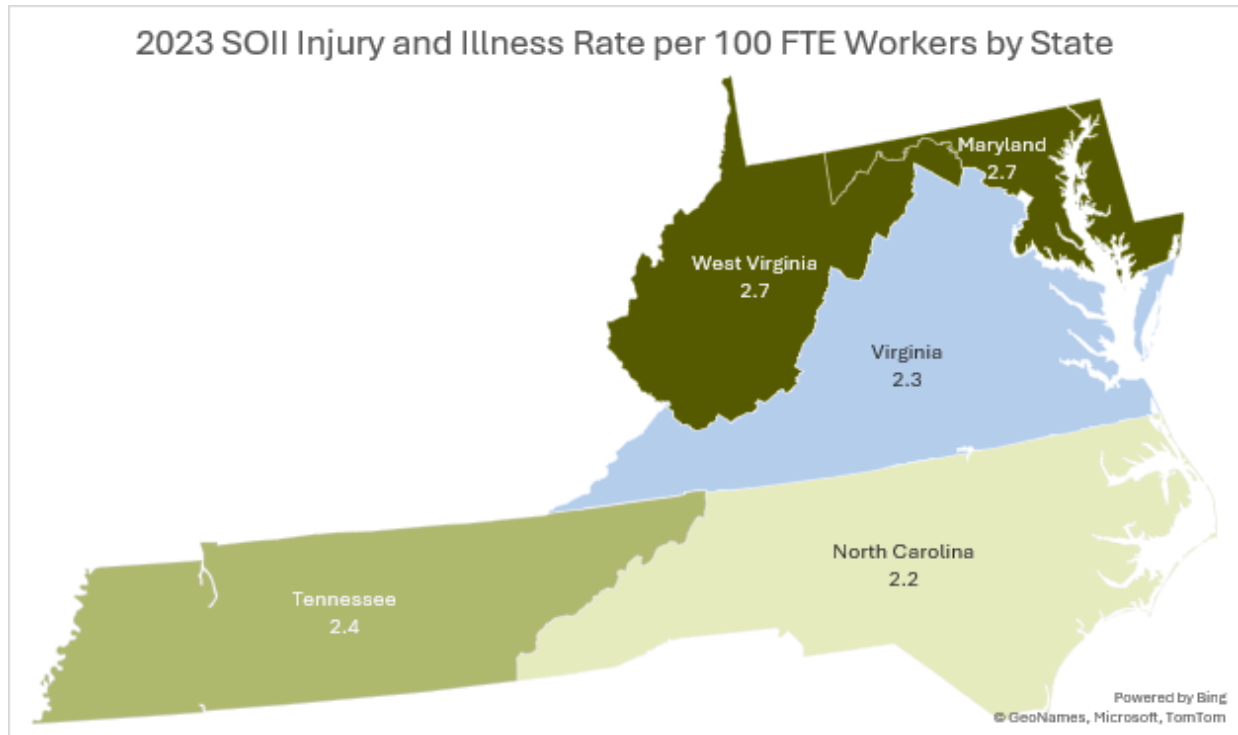 2023 SOII Injury and Illness Rate per 100 FTE Workers by State
Maryland
2.7
West Virginia
2.7
Virginia
2.3
North Carolina
2.2
Tennessee
2.4
Powered by Bing
© GeoNames, Microsoft, TomTom